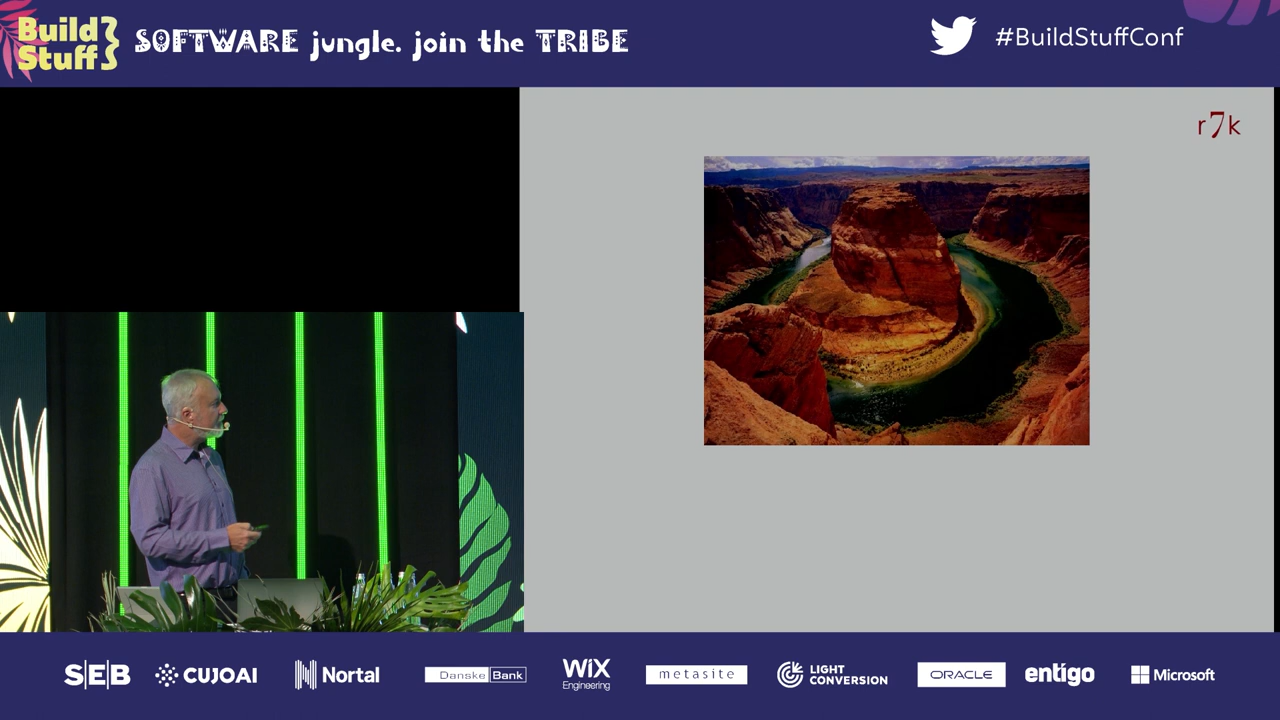 Build
Stuff
SOFTWARE jungle. join the TRIBE
#BuildStuffConf
r7k
SEB
CUJOAI
Nortal
Danske Bank
WiX
Engineering
metasite
LIGHT
CONVERSION
ORACLE
entigo
Microsoft